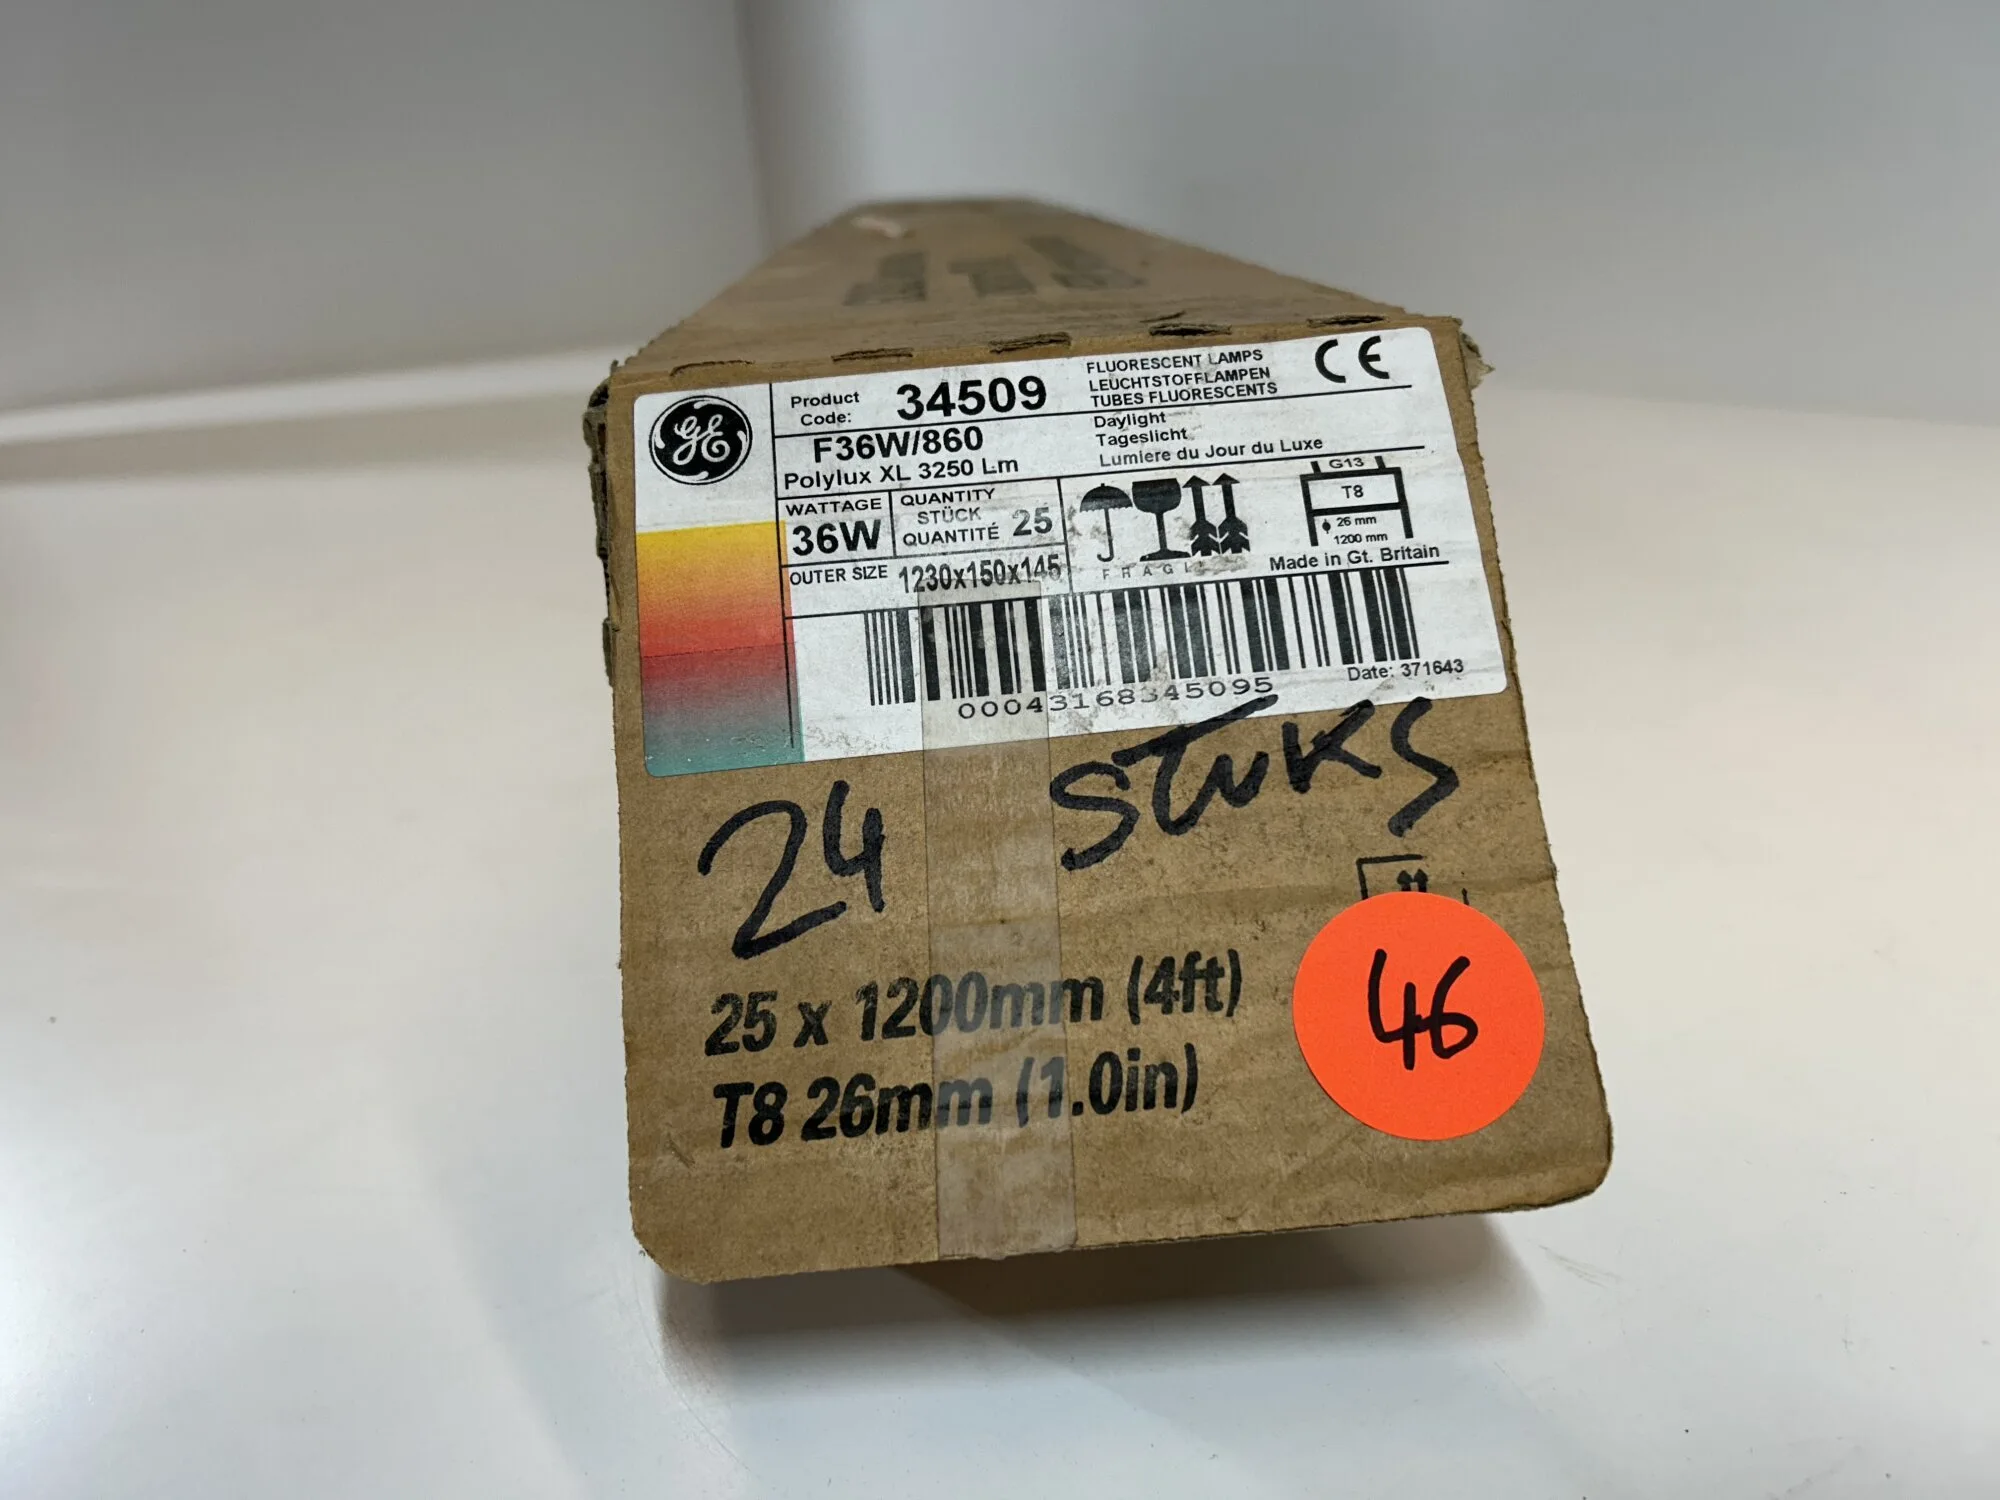 GE
Product Code: 34509
FLUORESCENT LAMPS
LEUCHTSTOFFLAMPEN
TUBES FLUORESCENTS
CE
F36W/860
Polylux XL 3250 Lm
Daylight
Tageslicht
Lumiere du Jour du Luxe
WATTAGE
36W
QUANTITY
STÜCK
QUANTITÉ 25
FRAGIL
G13
T8
26 mm
1200 mm
OUTER SIZE 1230x150x145
Made in Gt. Britain
00043168345095
Date: 371643
24 stuks
25 x 1200mm (4ft)
T8 26mm (1.0in)
46